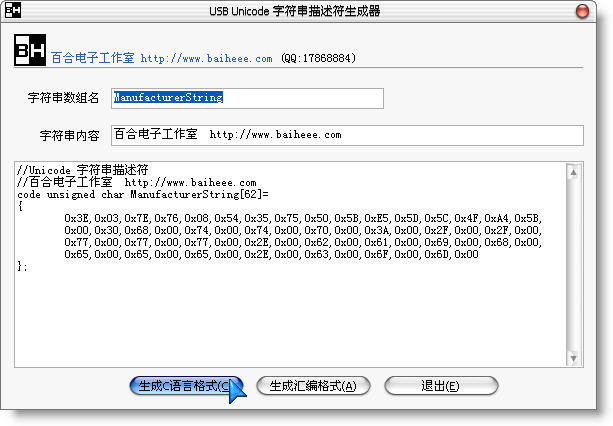 USB Unicode 字符串描述符生成器
BH 百合电子工作室 http://www.baiheee.com (QQ:17868884)
字符串数组名 ManufacturerString
字符串内容 百合电子工作室 http://www.baiheee.com
//Unicode 字符串描述符
//百合电子工作室 http://www.baiheee.com
code unsigned char ManufacturerString[62]=
{
0x3E,0x03,0x7E,0x76,0x08,0x54,0x35,0x75,0x50,0x5B,0xE5,0x5D,0x5C,0x4F,0xA4,0x5B,
0x00,0x30,0x68,0x00,0x74,0x00,0x74,0x00,0x70,0x00,0x3A,0x00,0x2F,0x00,0x2F,0x00,
0x77,0x00,0x77,0x00,0x77,0x00,0x2E,0x00,0x62,0x00,0x61,0x00,0x69,0x00,0x68,0x00,
0x65,0x00,0x65,0x00,0x65,0x00,0x2E,0x00,0x63,0x00,0x6F,0x00,0x6D,0x00
};
生成C语言格式(C 生成汇编格式(A) 退出(E)